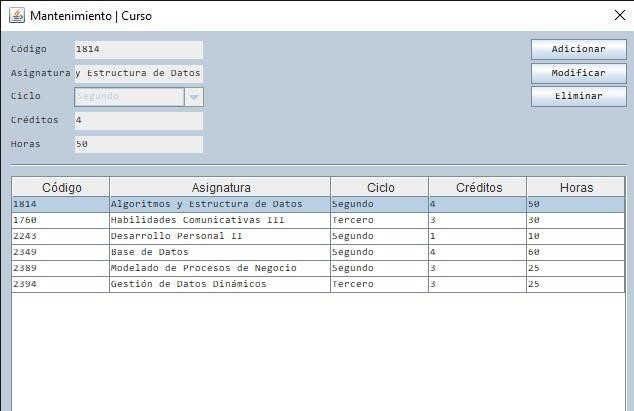 Mantenimiento | Curso
Código 1814 Adicionar
Asignatura y Estructura de Datos Modificar
Ciclo Segundo Eliminar
Créditos 4
Horas 50
Código Asignatura Ciclo Créditos Horas
1814 Algoritmos y Estructura de Datos Segundo 4 50
1760 Habilidades Comunicativas III Tercero 3 30
2243 Desarrollo Personal II Segundo 1 10
2349 Base de Datos Segundo 4 60
2389 Modelado de Procesos de Negocio Segundo 3 25
2394 Gestión de Datos Dinámicos Tercero 3 25